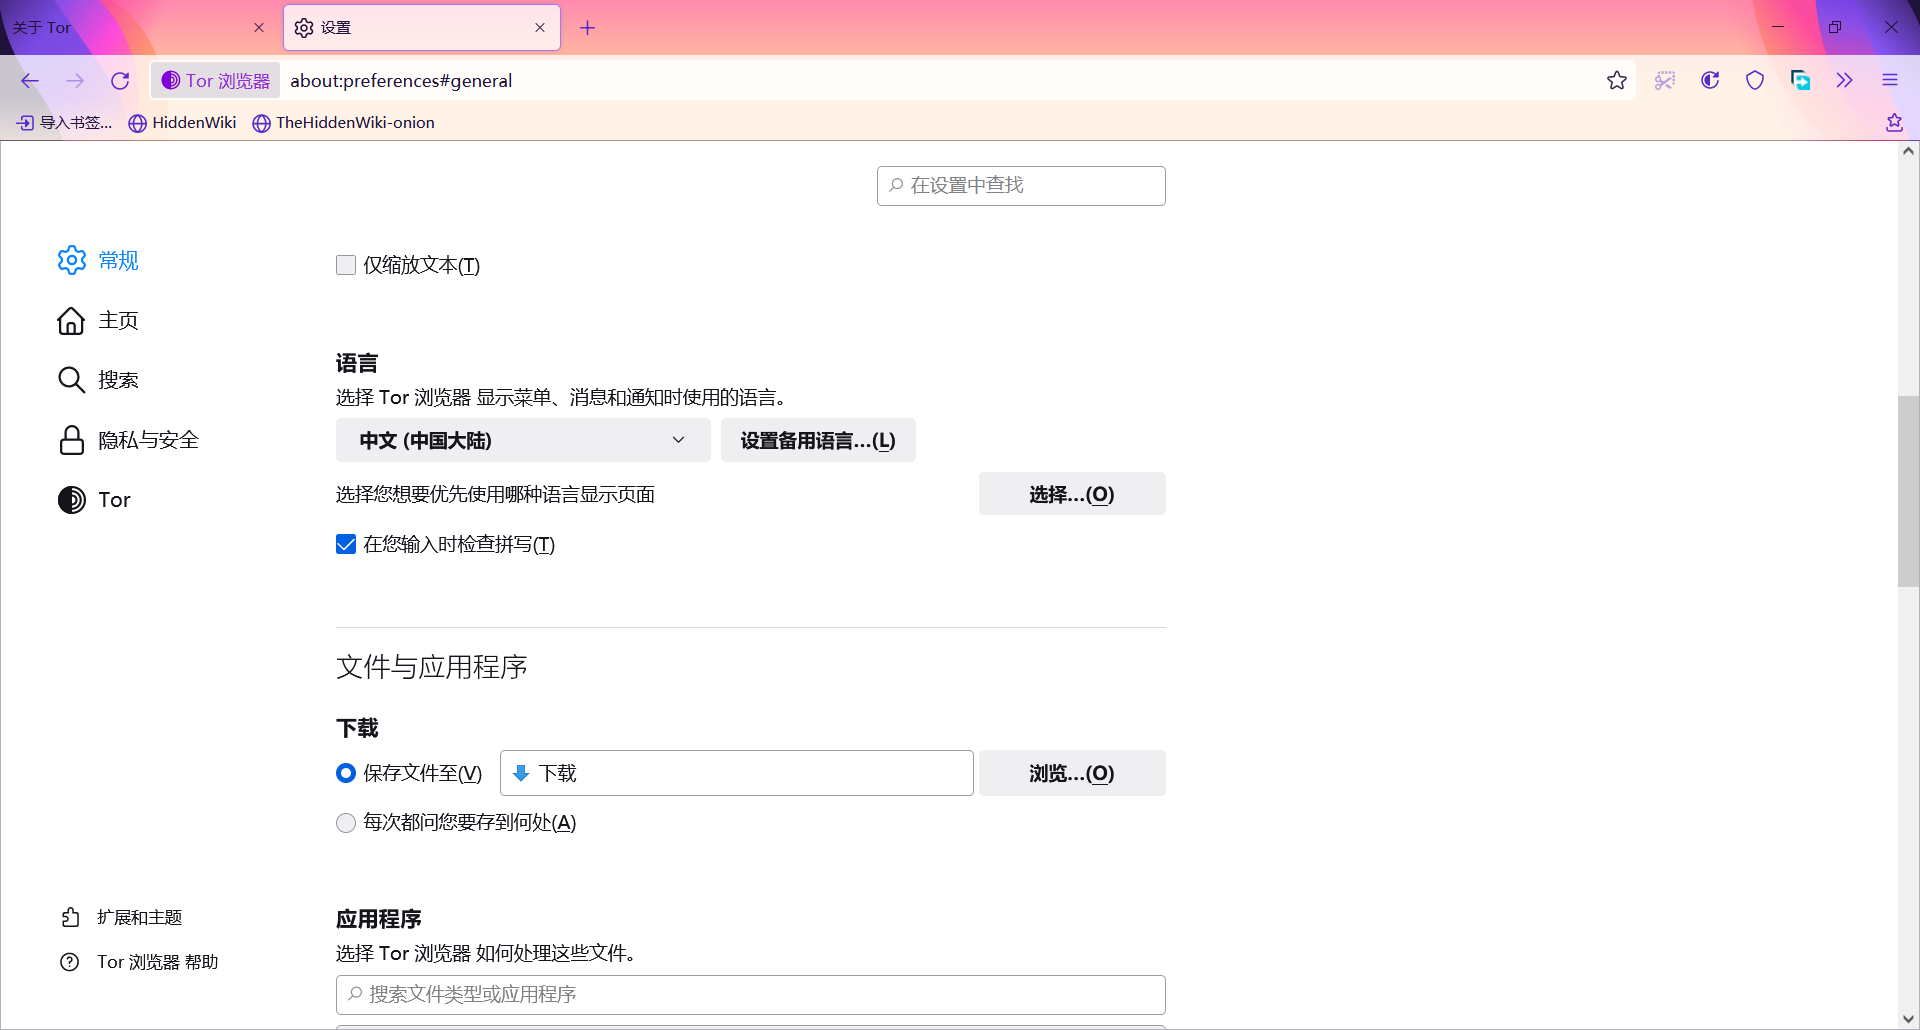 关于 Tor
设置
Tor 浏览器
about:preferences#general
导入书签...
HiddenWiki
TheHiddenWiki-onion
在设置中查找
常规
主页
搜索
隐私与安全
Tor
仅缩放文本(T)
语言
选择 Tor 浏览器 显示菜单、消息和通知时使用的语言。
中文 (中国大陆)
设置备用语言...(L)
选择您想要优先使用哪种语言显示页面
选择...(O)
在您输入时检查拼写(T)
文件与应用程序
下载
保存文件至(V)
下载
浏览...(O)
每次都问您要存到何处(A)
应用程序
选择 Tor 浏览器 如何处理这些文件。
搜索文件类型或应用程序
扩展和主题
Tor 浏览器 帮助